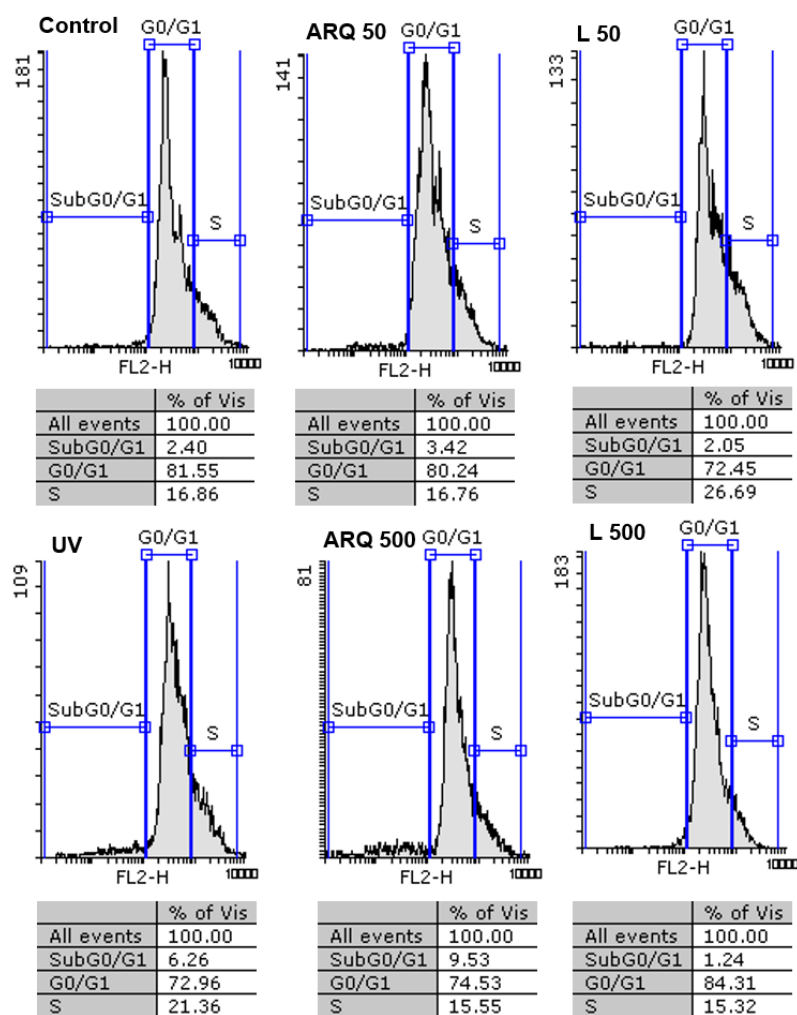 Control
G0/G1
181
SubG0/G1
S
FL2-H
% of Vis
All events 100.00
SubG0/G1 2.40
G0/G1 81.55
S 16.86
ARQ 50
G0/G1
141
SubG0/G1
S
FL2-H
% of Vis
All events 100.00
SubG0/G1 3.42
G0/G1 80.24
S 16.76
L 50
G0/G1
133
SubG0/G1
S
FL2-H
% of Vis
All events 100.00
SubG0/G1 2.05
G0/G1 72.45
S 26.69
UV
G0/G1
109
SubG0/G1
S
FL2-H
% of Vis
All events 100.00
SubG0/G1 6.26
G0/G1 72.96
S 21.36
ARQ 500
G0/G1
81
SubG0/G1
S
FL2-H
% of Vis
All events 100.00
SubG0/G1 9.53
G0/G1 74.53
S 15.55
L 500
G0/G1
183
SubG0/G1
S
FL2-H
% of Vis
All events 100.00
SubG0/G1 1.24
G0/G1 84.31
S 15.32